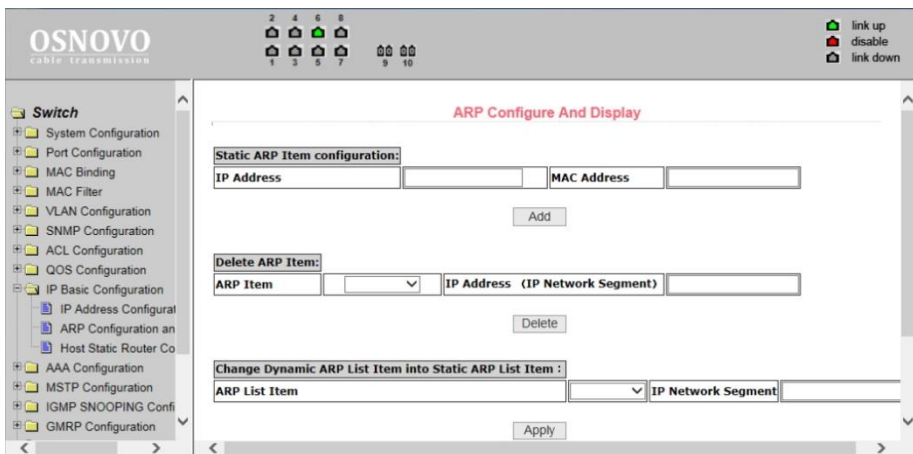 OSNOVO
cable transmission
2 4 6 8
1 3 5 7 9 10
link up
disable
link down
Switch
System Configuration
Port Configuration
MAC Binding
MAC Filter
VLAN Configuration
SNMP Configuration
ACL Configuration
QOS Configuration
IP Basic Configuration
IP Address Configurat
ARP Configuration an
Host Static Router Co
AAA Configuration
MSTP Configuration
IGMP SNOOPING Confi
GMRP Configuration
ARP Configure And Display
Static ARP Item configuration:
IP Address MAC Address
Add
Delete ARP Item:
ARP Item IP Address (IP Network Segment)
Delete
Change Dynamic ARP List Item into Static ARP List Item :
ARP List Item IP Network Segment
Apply